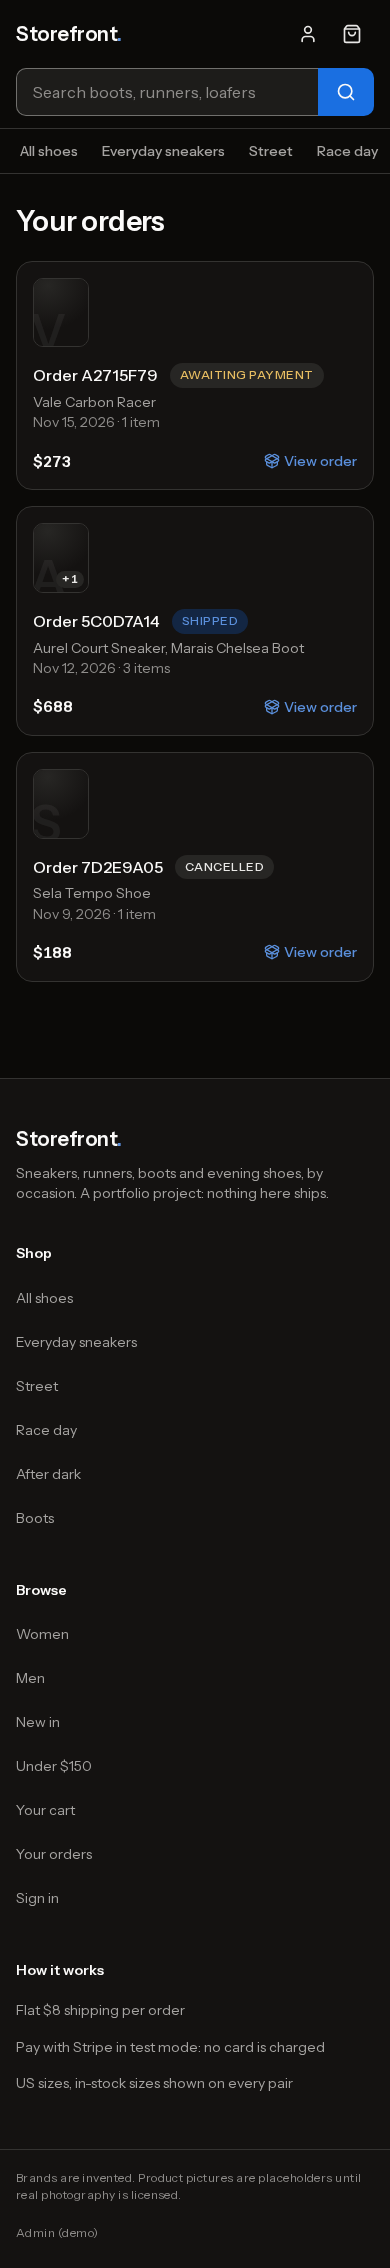 Storefront.
Search boots, runners, loafers
All shoes Everyday sneakers Street Race day
Your orders
V
Order A2715F79 AWAITING PAYMENT
Vale Carbon Racer
Nov 15, 2026 · 1 item
$273 View order
A +1
Order 5C0D7A14 SHIPPED
Aurel Court Sneaker, Marais Chelsea Boot
Nov 12, 2026 · 3 items
$688 View order
S
Order 7D2E9A05 CANCELLED
Sela Tempo Shoe
Nov 9, 2026 · 1 item
$188 View order
Storefront.
Sneakers, runners, boots and evening shoes, by
occasion. A portfolio project: nothing here ships.
Shop
All shoes
Everyday sneakers
Street
Race day
After dark
Boots
Browse
Women
Men
New in
Under $150
Your cart
Your orders
Sign in
How it works
Flat $8 shipping per order
Pay with Stripe in test mode: no card is charged
US sizes, in-stock sizes shown on every pair
Brands are invented. Product pictures are placeholders until
real photography is licensed.
Admin (demo)